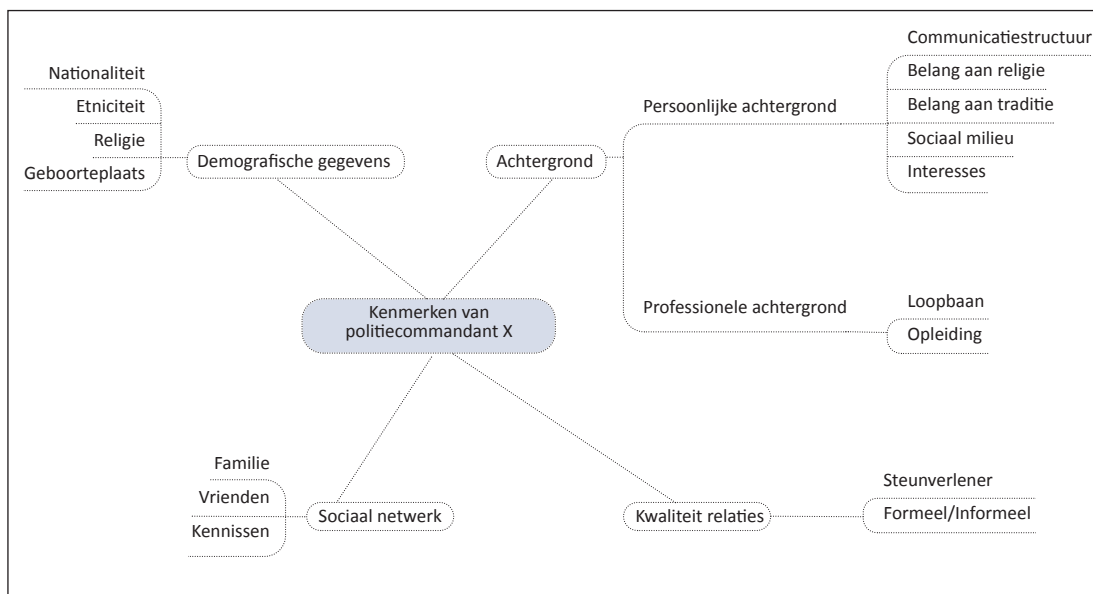 Nationaliteit
Etniciteit
Religie
Geboorteplaats
Demografische gegevens
Achtergrond
Persoonlijke achtergrond
Communicatiestructuur
Belang aan religie
Belang aan traditie
Sociaal milieu
Interesses
Professionele achtergrond
Loopbaan
Opleiding
Kenmerken van
politiecommandant X
Familie
Vrienden
Kennissen
Sociaal netwerk
Kwaliteit relaties
Steunverlener
Formeel/Informeel